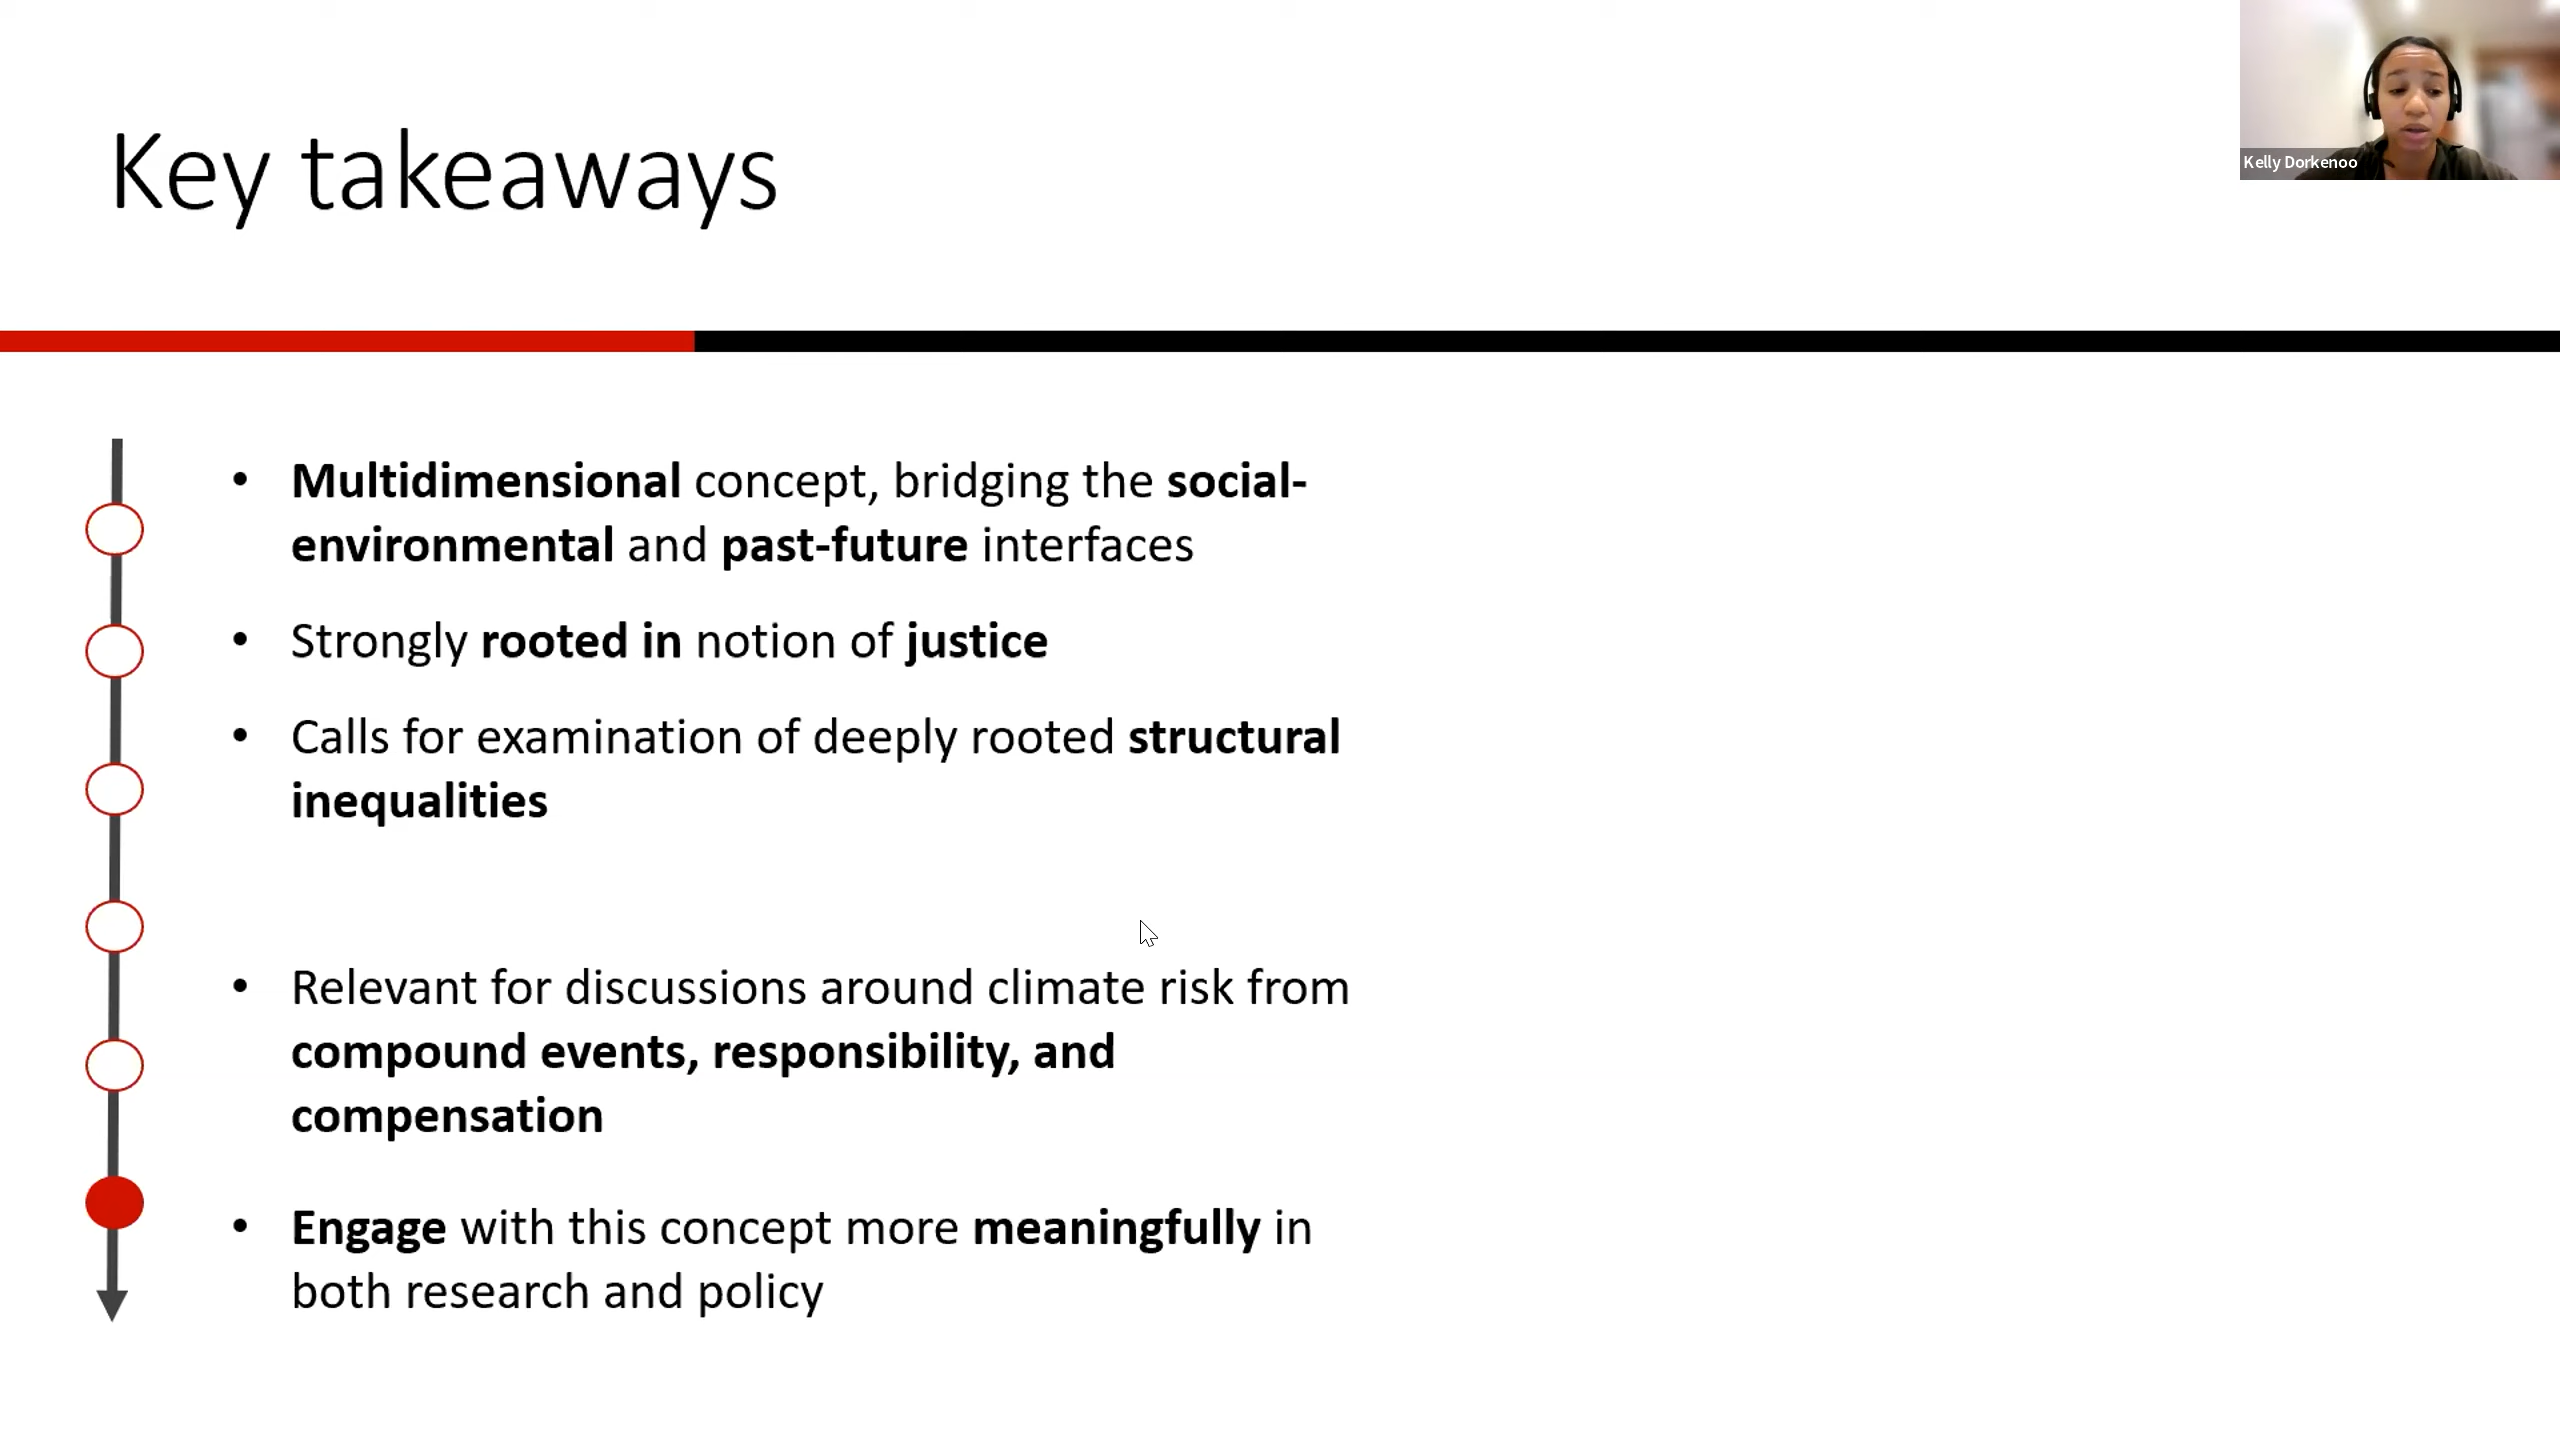 Key takeaways
Kelly Dorkenoo
• Multidimensional concept, bridging the social-
environmental and past-future interfaces
• Strongly rooted in notion of justice
• Calls for examination of deeply rooted structural
inequalities
• Relevant for discussions around climate risk from
compound events, responsibility, and
compensation
• Engage with this concept more meaningfully in
both research and policy